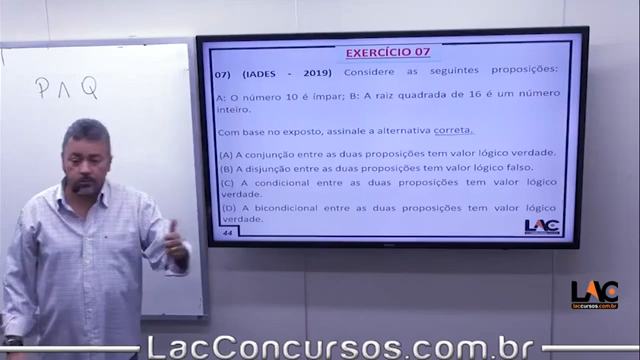 P ∧ Q
EXERCÍCIO 07
07) (IADES - 2019) Considere as seguintes proposições:
A: O número 10 é ímpar; B: A raiz quadrada de 16 é um número
inteiro.
Com base no exposto, assinale a alternativa correta.
(A) A conjunção entre as duas proposições tem valor lógico verdade.
(B) A disjunção entre as duas proposições tem valor lógico falso.
(C) A condicional entre as duas proposições tem valor lógico
verdade.
(D) A bicondicional entre as duas proposições tem valor lógico
verdade.
44
LAC
LAC
laccursos.com.br
LacConcursos.com.br